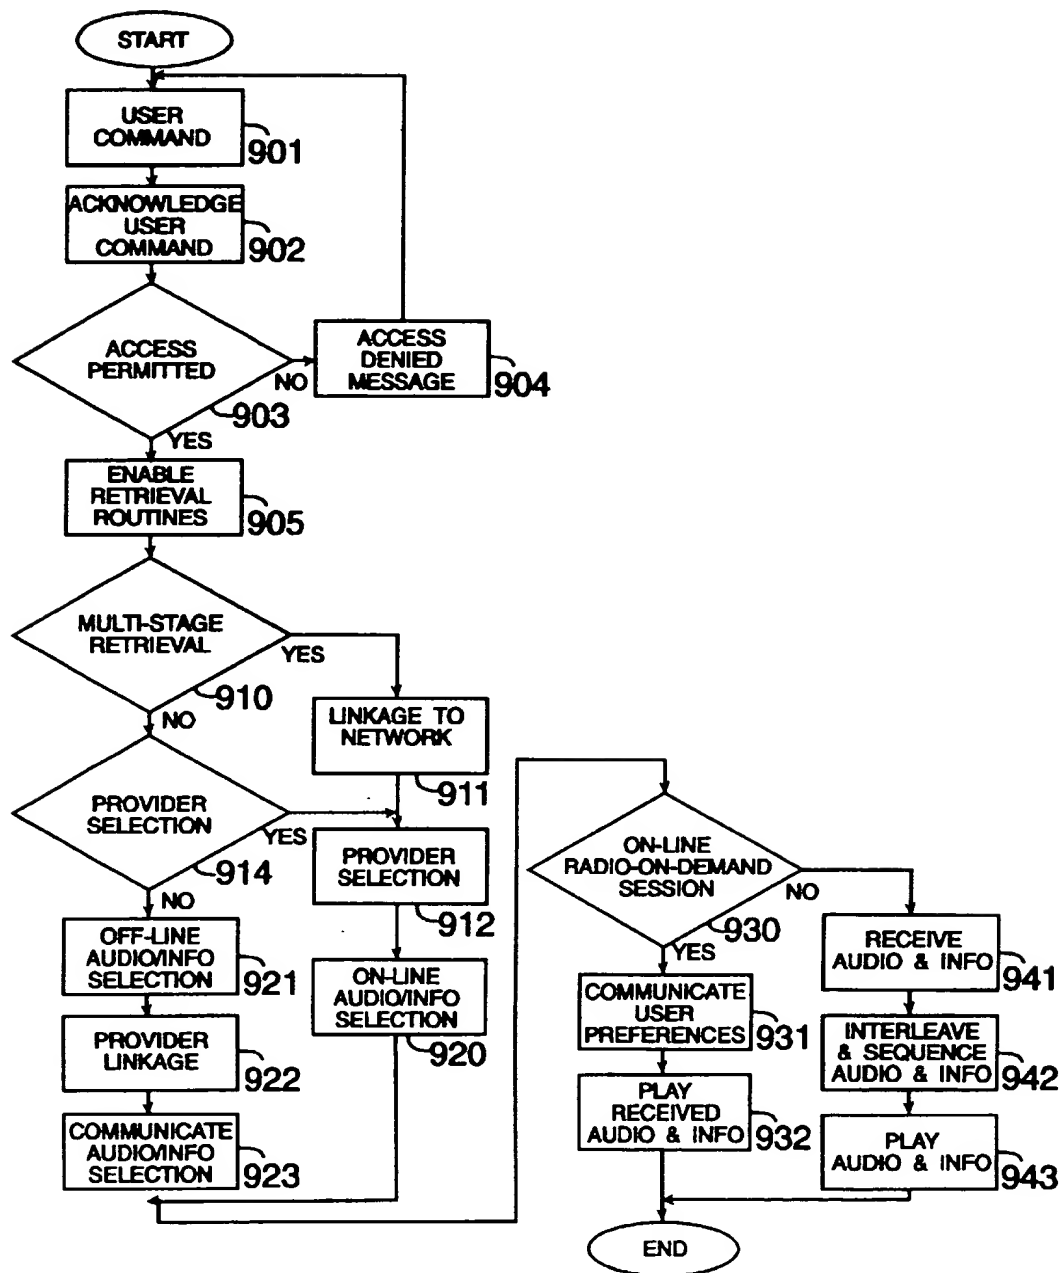 START
USER
COMMAND
901
ACKNOWLEDGE
USER
COMMAND
902
ACCESS
PERMITTED
903
NO
ACCESS
DENIED
MESSAGE
904
YES
ENABLE
RETRIEVAL
ROUTINES
905
MULTI-STAGE
RETRIEVAL
910
YES
LINKAGE TO
NETWORK
911
NO
PROVIDER
SELECTION
914
YES
PROVIDER
SELECTION
912
NO
OFF-LINE
AUDIO/INFO
SELECTION
921
ON-LINE
AUDIO/INFO
SELECTION
920
PROVIDER
LINKAGE
922
COMMUNICATE
AUDIO/INFO
SELECTION
923
ON-LINE
RADIO-ON-DEMAND
SESSION
930
NO
YES
COMMUNICATE
USER
PREFERENCES
931
PLAY
RECEIVED
AUDIO & INFO
932
RECEIVE
AUDIO & INFO
941
INTERLEAVE
& SEQUENCE
AUDIO & INFO
942
PLAY
AUDIO & INFO
943
END